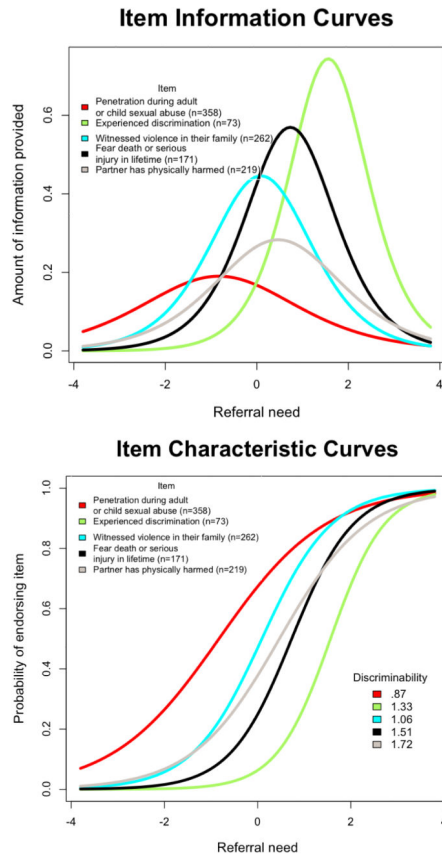 Item Information Curves
Amount of information provided
0.6
0.4
0.2
0.0
Item
Penetration during adult
or child sexual abuse (n=358)
Experienced discrimination (n=73)
Witnessed violence in their family (n=262)
Fear death or serious
injury in lifetime (n=171)
Partner has physically harmed (n=219)
-4 -2 0 2 4
Referral need
Item Characteristic Curves
Probability of endorsing item
1.0
0.8
0.6
0.4
0.2
0.0
Item
Penetration during adult
or child sexual abuse (n=358)
Experienced discrimination (n=73)
Witnessed violence in their family (n=262)
Fear death or serious
injury in lifetime (n=171)
Partner has physically harmed (n=219)
Discriminability
.87
1.33
1.06
1.51
1.72
-4 -2 0 2 4
Referral need